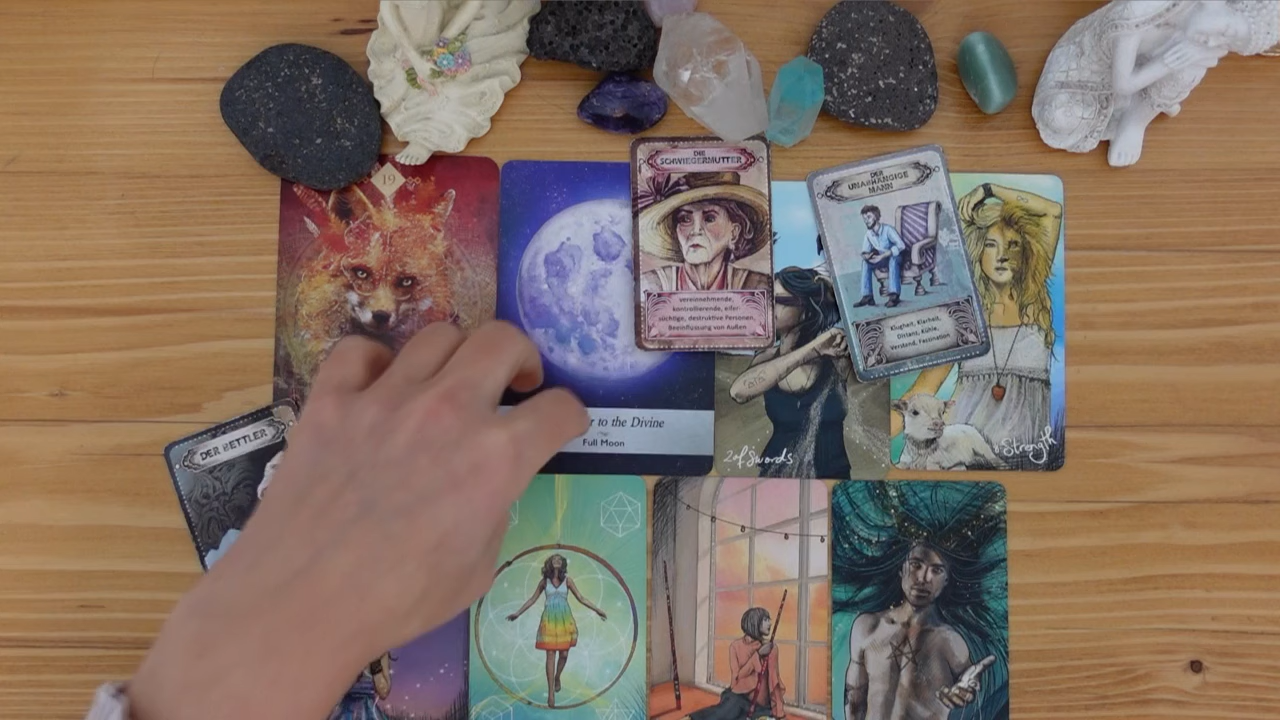 19
DIE
SCHWIEGERMUTTER
vereinnehmende,
kontrollierende, eifer-
süchtige, destruktive Personen,
Beeinflussung von Außen
DER
UNABHÄNGIGE
MANN
Klugheit, Klarheit,
Distanz, Kühle,
Verstand, Faszination
to the Divine
Full Moon
2 of Swords
Strength
DER BETTLER